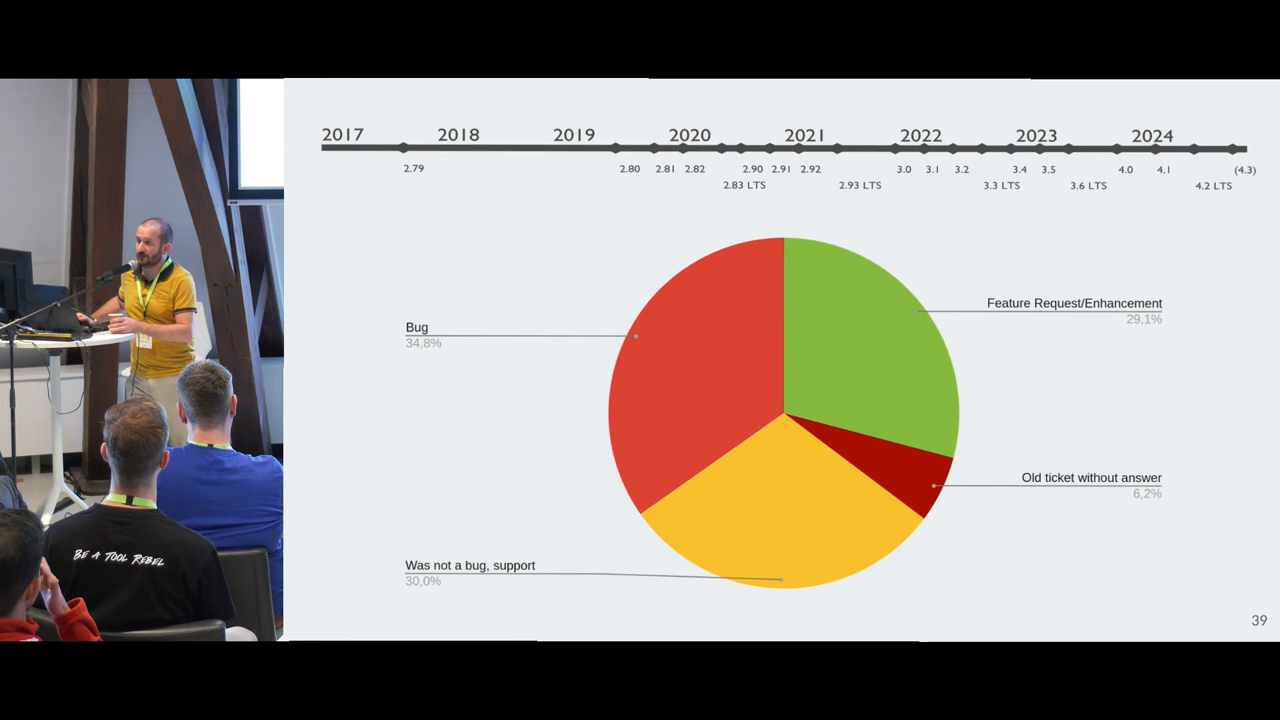 2017 2018 2019 2020 2021 2022 2023 2024
2.79 2.80 2.81 2.82 2.90 2.91 2.92 3.0 3.1 3.2 3.4 3.5 4.0 4.1 (4.3)
2.83 LTS 2.93 LTS 3.3 LTS 3.6 LTS 4.2 LTS
Feature Request/Enhancement
29,1%
Bug
34,8%
Old ticket without answer
6,2%
Was not a bug, support
30,0%
BE A TOOL REBEL
39